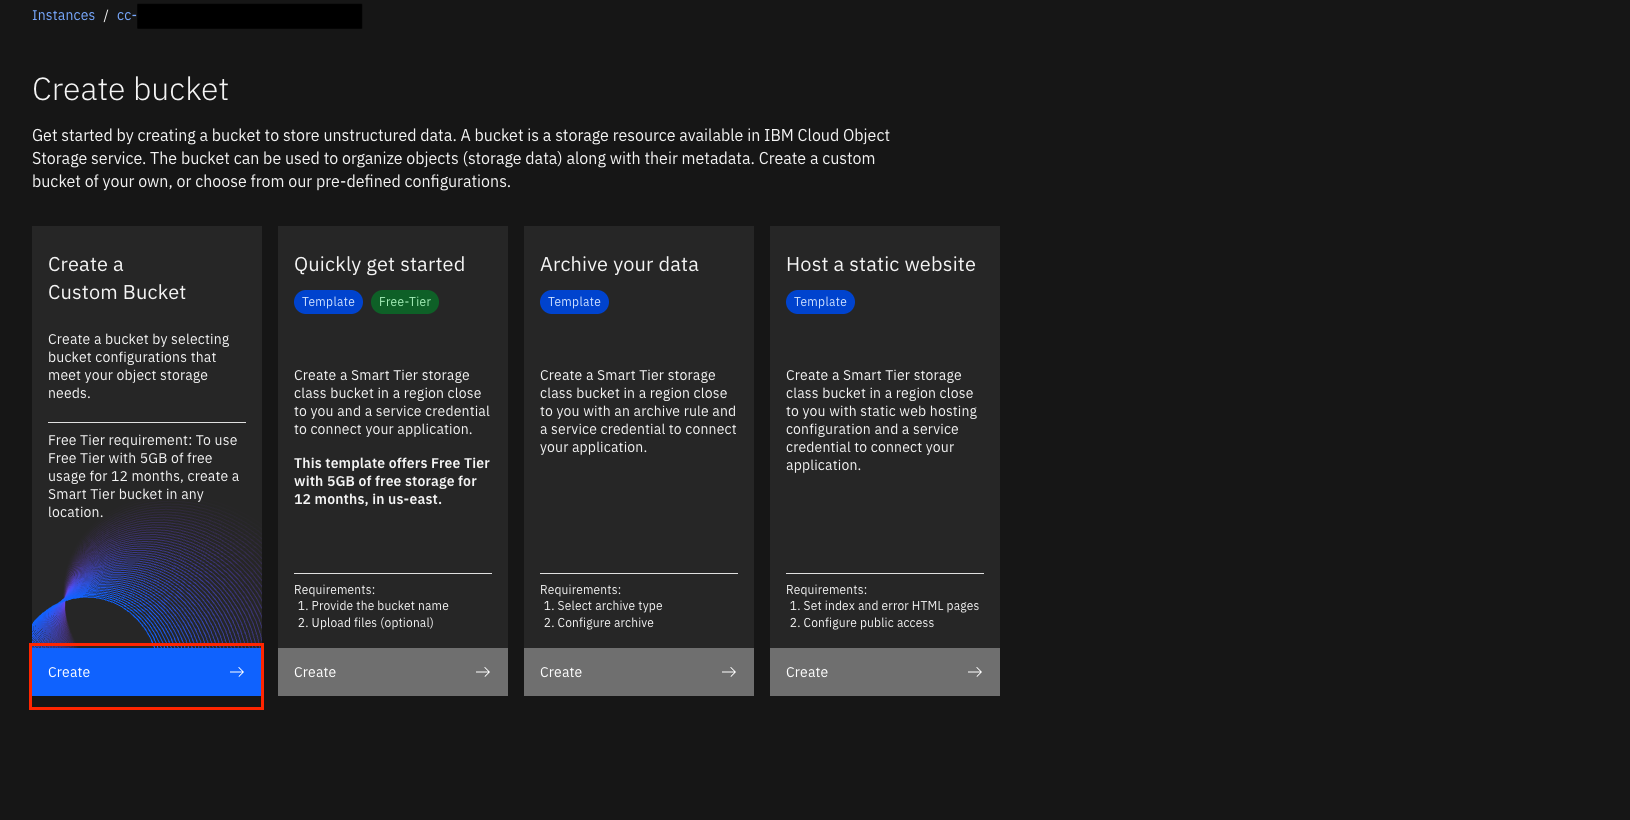 Instances / cc-
Create bucket
Get started by creating a bucket to store unstructured data. A bucket is a storage resource available in IBM Cloud Object
Storage service. The bucket can be used to organize objects (storage data) along with their metadata. Create a custom
bucket of your own, or choose from our pre-defined configurations.
Create a
Custom Bucket
Create a bucket by selecting
bucket configurations that
meet your object storage
needs.
Free Tier requirement: To use
Free Tier with 5GB of free
usage for 12 months, create a
Smart Tier bucket in any
location.
Create
Quickly get started
Template Free-Tier
Create a Smart Tier storage
class bucket in a region close
to you and a service credential
to connect your application.
This template offers Free Tier
with 5GB of free storage for
12 months, in us-east.
Requirements:
1. Provide the bucket name
2. Upload files (optional)
Create
Archive your data
Template
Create a Smart Tier storage
class bucket in a region close
to you with an archive rule and
a service credential to connect
your application.
Requirements:
1. Select archive type
2. Configure archive
Create
Host a static website
Template
Create a Smart Tier storage
class bucket in a region close
to you with static web hosting
configuration and a service
credential to connect your
application.
Requirements:
1. Set index and error HTML pages
2. Configure public access
Create